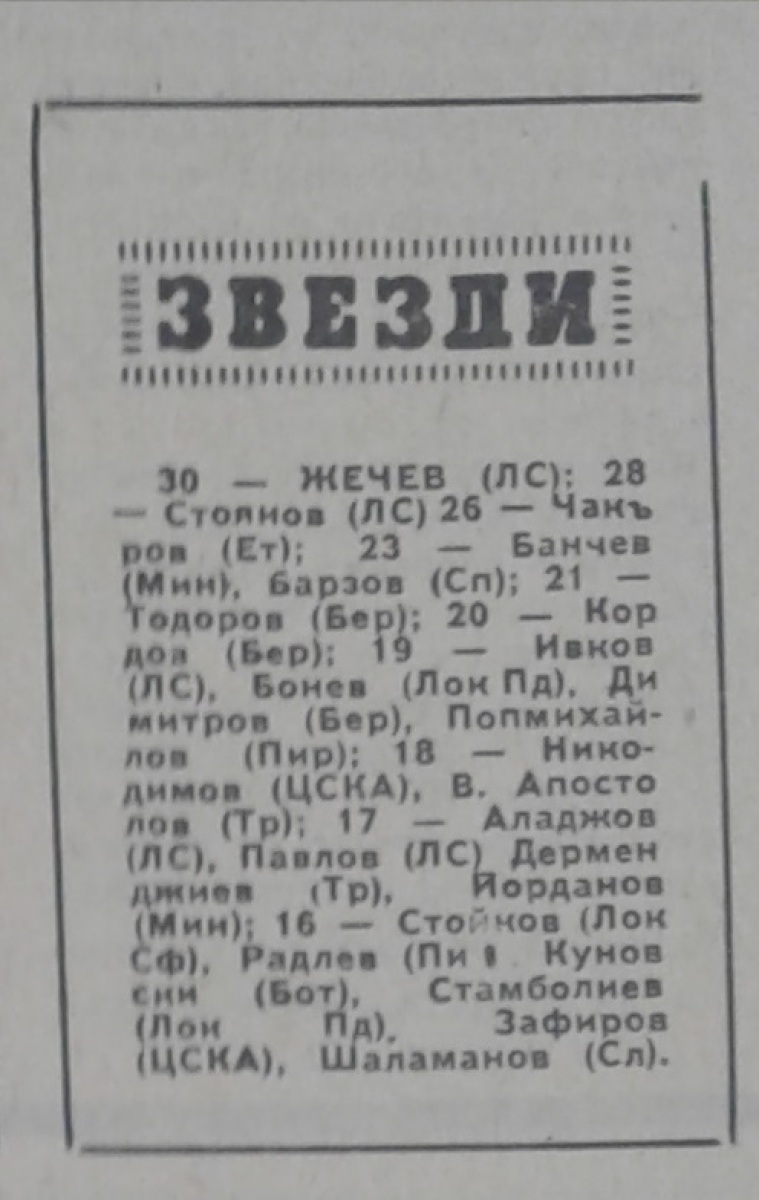 ЗВЕЗДИ
30 — ЖЕЧЕВ (ЛС); 28
— Стоянов (ЛС) 26 — Чакъ
ров (Ет); 23 — Банчев
(Мин), Барзов (Сп); 21 —
Тодоров (Бер); 20 — Кор
дов (Бер); 19 — Ивков
(ЛС), Бонев (Лок Пд), Ди
митров (Бер), Попмихай-
лов (Пир); 18 — Нико-
димов (ЦСКА), В. Апосто
лов (Тр); 17 — Аладжов
(ЛС), Павлов (ЛС) Дермен
джиев (Тр), Йорданов
(Мин); 16 — Стойков (Лок
Сф), Радлев (Пи Кунов
ски (Бот), Стамболиев
(Лок Пд), Зафиров
(ЦСКА), Шаламанов (Сл).